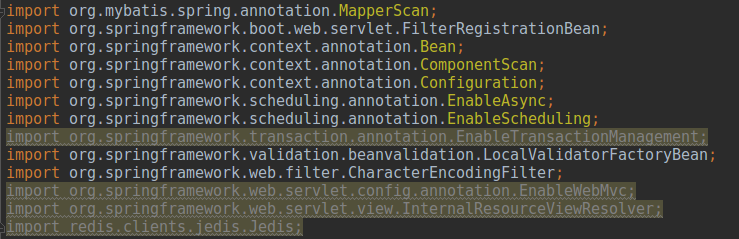 import org.mybatis.spring.annotation.MapperScan;
import org.springframework.boot.web.servlet.FilterRegistrationBean;
import org.springframework.context.annotation.Bean;
import org.springframework.context.annotation.ComponentScan;
import org.springframework.context.annotation.Configuration;
import org.springframework.scheduling.annotation.EnableAsync;
import org.springframework.scheduling.annotation.EnableScheduling;
import org.springframework.transaction.annotation.EnableTransactionManagement;
import org.springframework.validation.beanvalidation.LocalValidatorFactoryBean;
import org.springframework.web.filter.CharacterEncodingFilter;
import org.springframework.web.servlet.config.annotation.EnableWebMvc;
import org.springframework.web.servlet.view.InternalResourceViewResolver;
import redis.clients.jedis.Jedis;